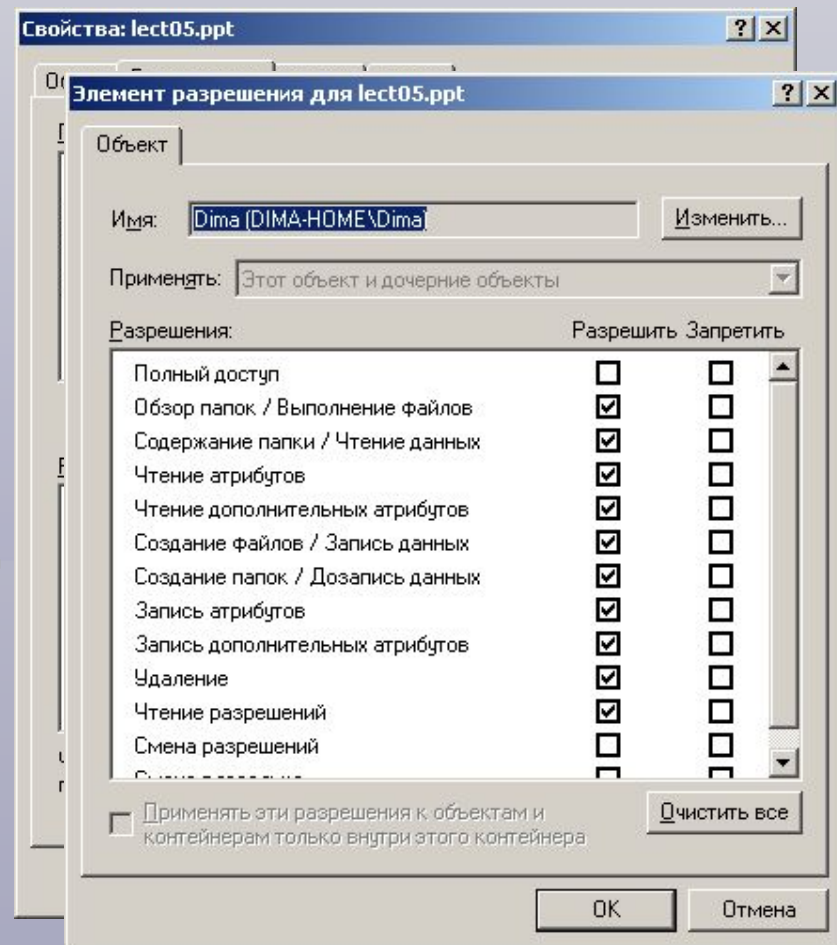 Свойства: lect05.ppt
Элемент разрешения для lect05.ppt
Объект
Имя: Dima (DIMA-HOME\Dima) Изменить...
Применять: Этот объект и дочерние объекты
Разрешения: Разрешить Запретить
Полный доступ
Обзор папок / Выполнение файлов
Содержание папки / Чтение данных
Чтение атрибутов
Чтение дополнительных атрибутов
Создание файлов / Запись данных
Создание папок / Дозапись данных
Запись атрибутов
Запись дополнительных атрибутов
Удаление
Чтение разрешений
Смена разрешений
Применять эти разрешения к объектам и
контейнерам только внутри этого контейнера
Очистить все
ОК Отмена